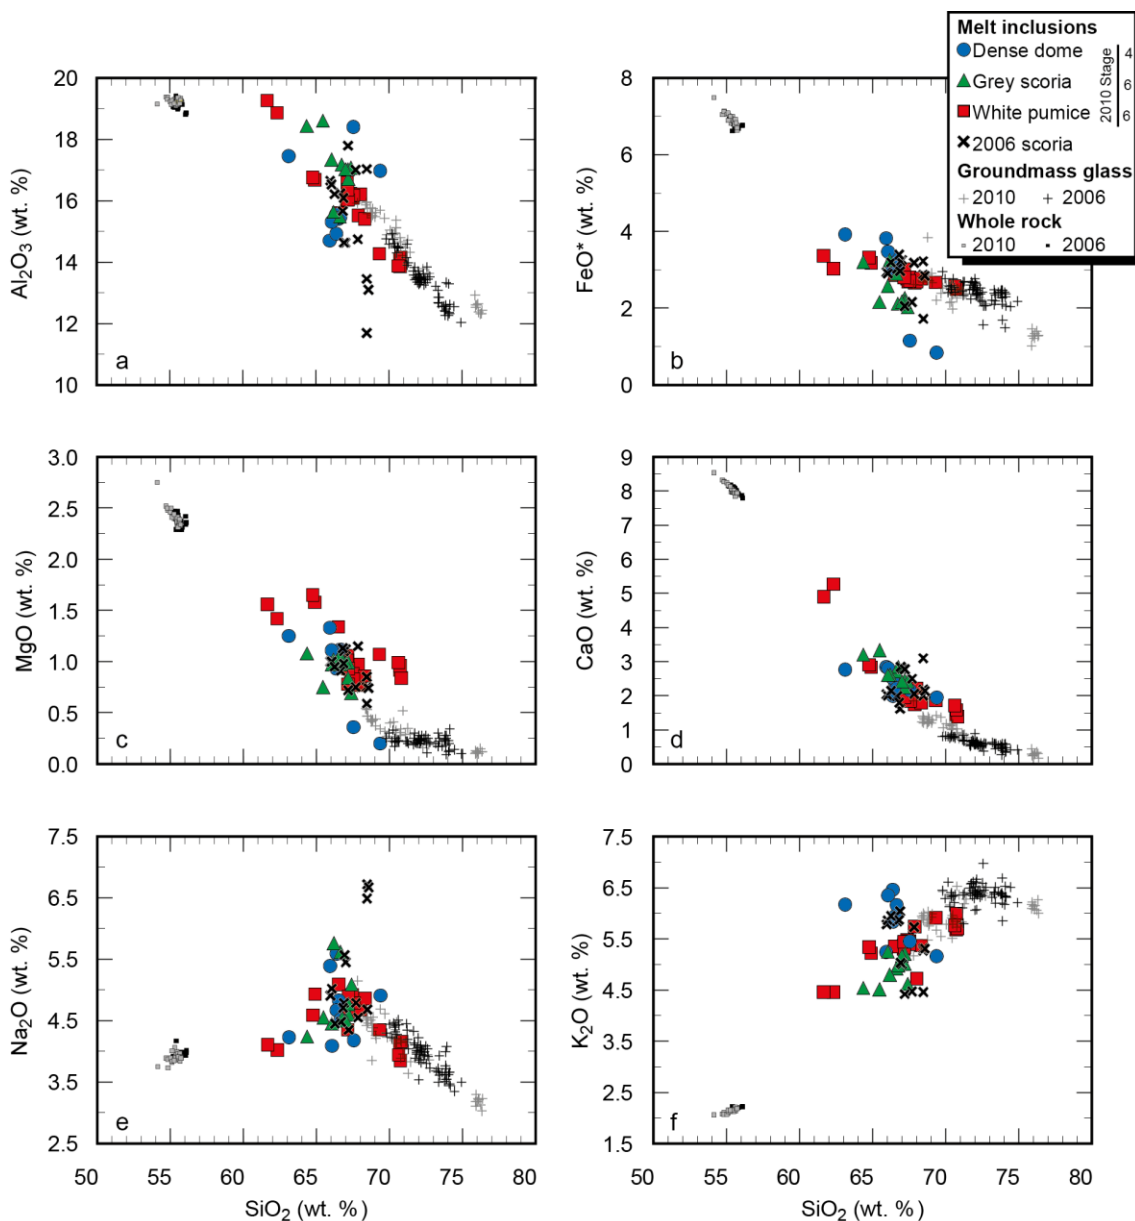 Melt inclusions
Dense dome
Grey scoria
White pumice
2006 scoria
2010 Stage
4
6
6
Groundmass glass
2010 2006
Whole rock
2010 2006
Al₂O₃ (wt. %)
20
18
16
14
12
10
a
FeO* (wt. %)
8
6
4
2
0
b
MgO (wt. %)
3.0
2.5
2.0
1.5
1.0
0.5
0.0
c
CaO (wt. %)
9
8
7
6
5
4
3
2
1
0
d
Na₂O (wt. %)
7.5
6.5
5.5
4.5
3.5
2.5
e
50 55 60 65 70 75 80
SiO₂ (wt. %)
K₂O (wt. %)
7.5
6.5
5.5
4.5
3.5
2.5
1.5
f
50 55 60 65 70 75 80
SiO₂ (wt. %)